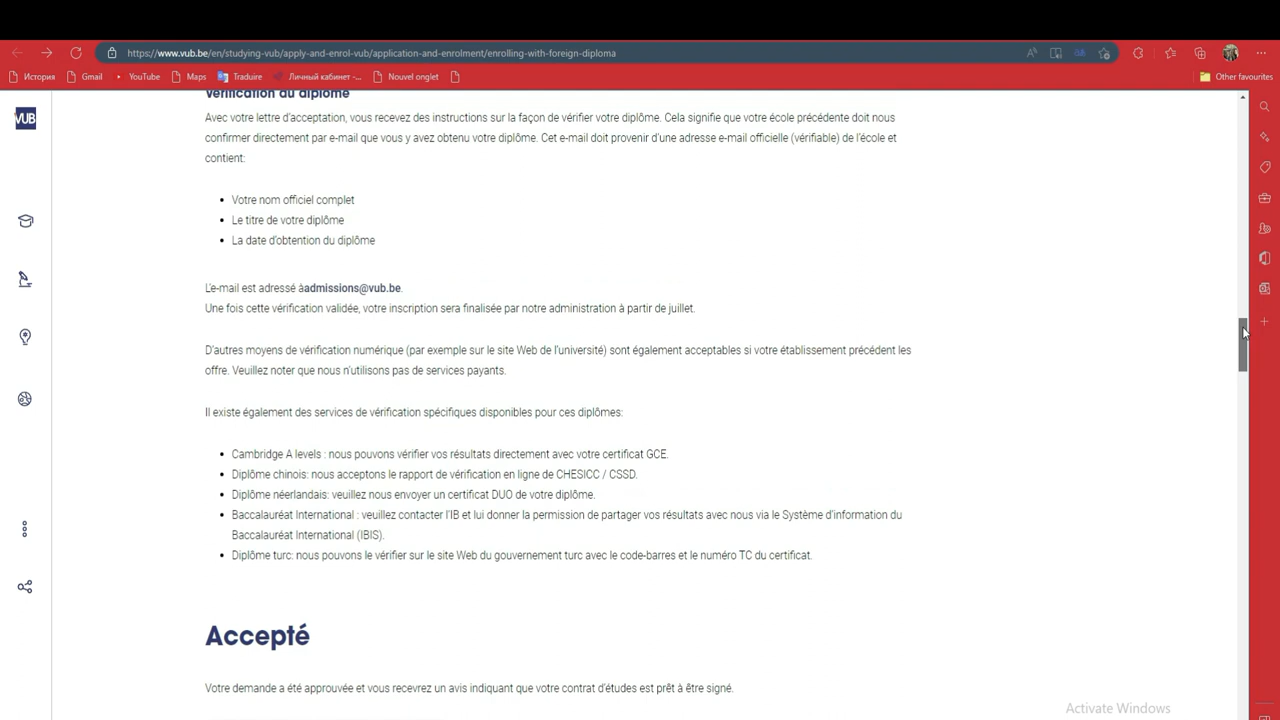 https://www.vub.be/en/studying-vub/apply-and-enrol-vub/application-and-enrolment/enrolling-with-foreign-diploma
История Gmail YouTube Maps Traduire Личный кабинет -... Nouvel onglet Other favourites
VUB
Vérification du diplôme
Avec votre lettre d'acceptation, vous recevez des instructions sur la façon de vérifier votre diplôme. Cela signifie que votre école précédente doit nous
confirmer directement par e-mail que vous y avez obtenu votre diplôme. Cet e-mail doit provenir d'une adresse e-mail officielle (vérifiable) de l'école et
contient:
• Votre nom officiel complet
• Le titre de votre diplôme
• La date d'obtention du diplôme
L'e-mail est adressé àadmissions@vub.be.
Une fois cette vérification validée, votre inscription sera finalisée par notre administration à partir de juillet.
D'autres moyens de vérification numérique (par exemple sur le site Web de l'université) sont également acceptables si votre établissement précédent les
offre. Veuillez noter que nous n'utilisons pas de services payants.
Il existe également des services de vérification spécifiques disponibles pour ces diplômes:
• Cambridge A levels : nous pouvons vérifier vos résultats directement avec votre certificat GCE.
• Diplôme chinois: nous acceptons le rapport de vérification en ligne de CHESICC / CSSD.
• Diplôme néerlandais: veuillez nous envoyer un certificat DUO de votre diplôme.
• Baccalauréat International : veuillez contacter l'IB et lui donner la permission de partager vos résultats avec nous via le Système d'information du
Baccalauréat International (IBIS).
• Diplôme turc: nous pouvons le vérifier sur le site Web du gouvernement turc avec le code-barres et le numéro TC du certificat.
Accepté
Votre demande a été approuvée et vous recevrez un avis indiquant que votre contrat d'études est prêt à être signé.
Activate Windows